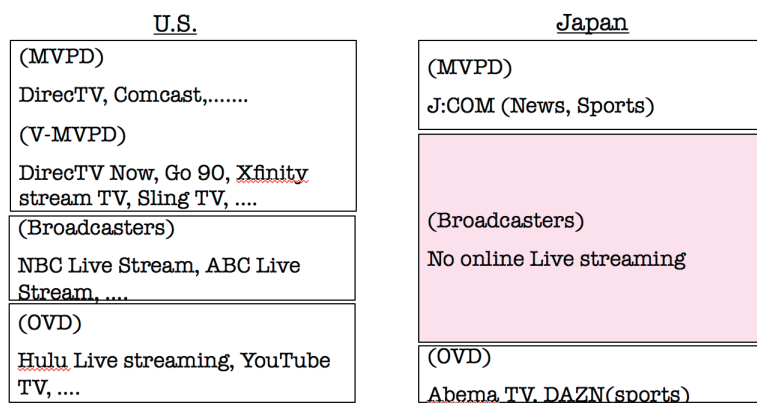 U.S.
(MVPD)
DirecTV, Comcast,.......
(V-MVPD)
DirecTV Now, Go 90, Xfinity
stream TV, Sling TV, ....
(Broadcasters)
NBC Live Stream, ABC Live
Stream, ....
(OVD)
Hulu Live streaming, YouTube
TV, ....
Japan
(MVPD)
J:COM (News, Sports)
(Broadcasters)
No online Live streaming
(OVD)
Abema TV, DAZN(sports)